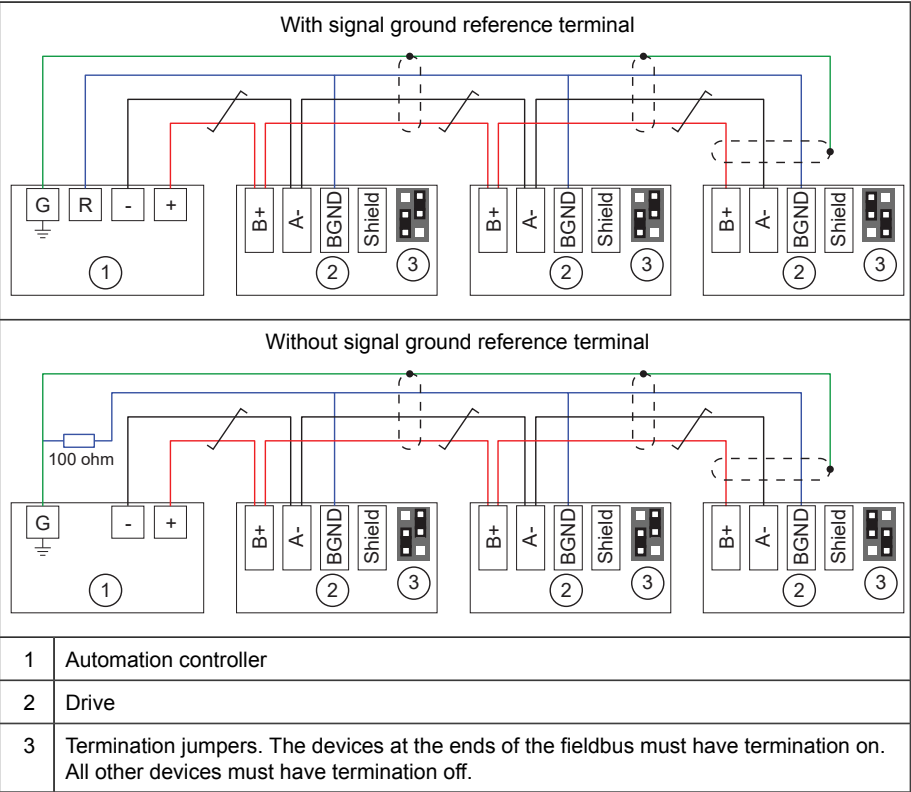 With signal ground reference terminal
G R - +
B+ A- BGND Shield
B+ A- BGND Shield
B+ A- BGND Shield
1 2 3 2 3 2 3
Without signal ground reference terminal
100 ohm
G - +
B+ A- BGND Shield
B+ A- BGND Shield
B+ A- BGND Shield
1 2 3 2 3 2 3
1 Automation controller
2 Drive
3 Termination jumpers. The devices at the ends of the fieldbus must have termination on.
All other devices must have termination off.